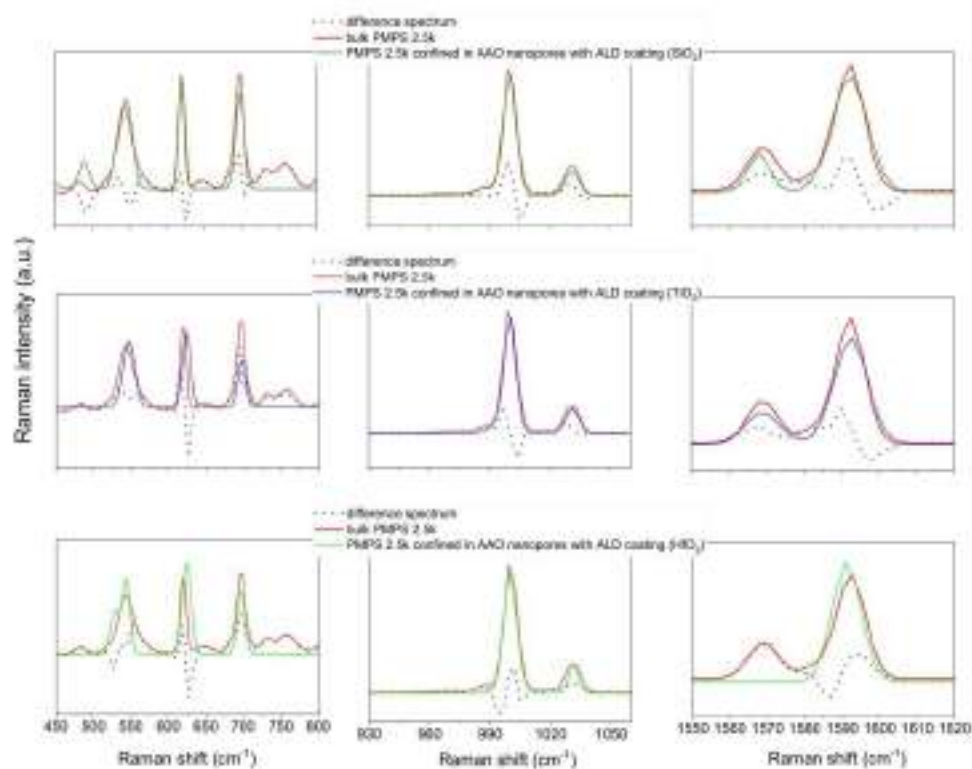 difference spectrum
bulk PMPS 2.5k
PMPS 2.5k confined in AAO nanopores with ALD coating (SiO₂)
difference spectrum
bulk PMPS 2.5k
PMPS 2.5k confined in AAO nanopores with ALD coating (TiO₂)
difference spectrum
bulk PMPS 2.5k
PMPS 2.5k confined in AAO nanopores with ALD coating (HfO₂)
Raman intensity (a.u.)
450 500 550 600 650 700 750 800
930 960 990 1020 1050
1550 1560 1570 1580 1590 1600 1610 1620
Raman shift (cm⁻¹)
Raman shift (cm⁻¹)
Raman shift (cm⁻¹)